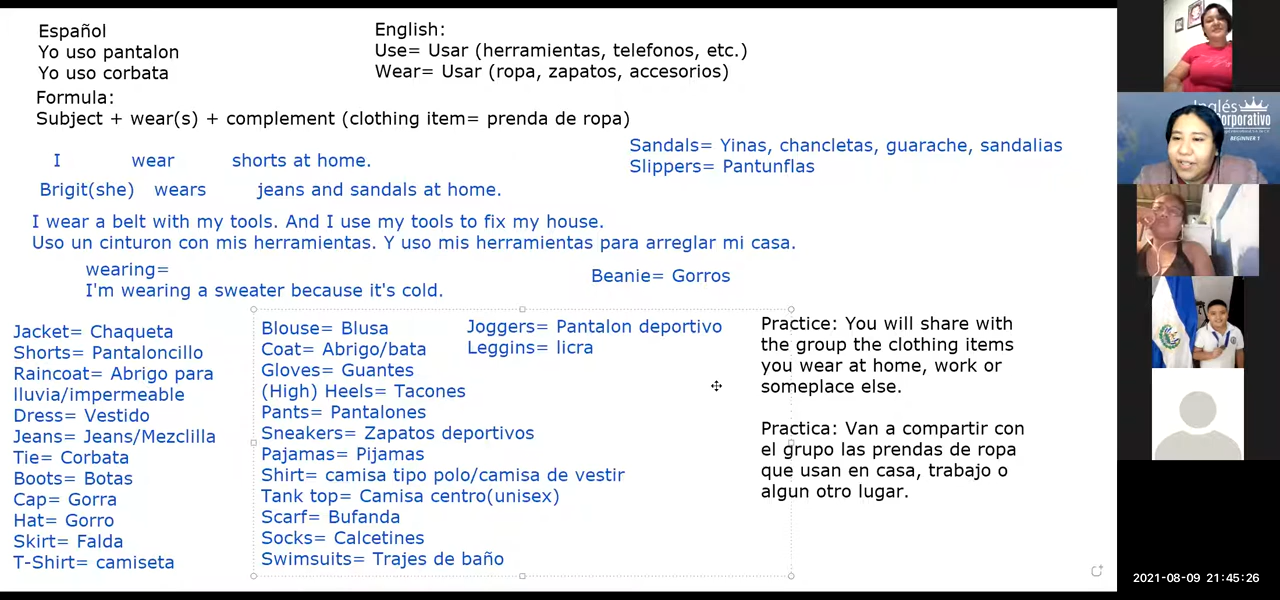 Español
Yo uso pantalon
Yo uso corbata
English:
Use= Usar (herramientas, telefonos, etc.)
Wear= Usar (ropa, zapatos, accesorios)
Formula:
Subject + wear(s) + complement (clothing item= prenda de ropa)
I wear shorts at home.
Brigit(she) wears jeans and sandals at home.
Sandals= Yinas, chancletas, guarache, sandalias
Slippers= Pantunflas
I wear a belt with my tools. And I use my tools to fix my house.
Uso un cinturon con mis herramientas. Y uso mis herramientas para arreglar mi casa.
wearing=
I'm wearing a sweater because it's cold.
Beanie= Gorros
Jacket= Chaqueta
Shorts= Pantaloncillo
Raincoat= Abrigo para
lluvia/impermeable
Dress= Vestido
Jeans= Jeans/Mezclilla
Tie= Corbata
Boots= Botas
Cap= Gorra
Hat= Gorro
Skirt= Falda
T-Shirt= camiseta
Blouse= Blusa
Coat= Abrigo/bata
Gloves= Guantes
(High) Heels= Tacones
Pants= Pantalones
Sneakers= Zapatos deportivos
Pajamas= Pijamas
Shirt= camisa tipo polo/camisa de vestir
Tank top= Camisa centro(unisex)
Scarf= Bufanda
Socks= Calcetines
Swimsuits= Trajes de baño
Joggers= Pantalon deportivo
Leggins= licra
Practice: You will share with
the group the clothing items
you wear at home, work or
someplace else.
Practica: Van a compartir con
el grupo las prendas de ropa
que usan en casa, trabajo o
algun otro lugar.
Inglés
orporativo
BEGINNER 1
2021-08-09 21:45:26